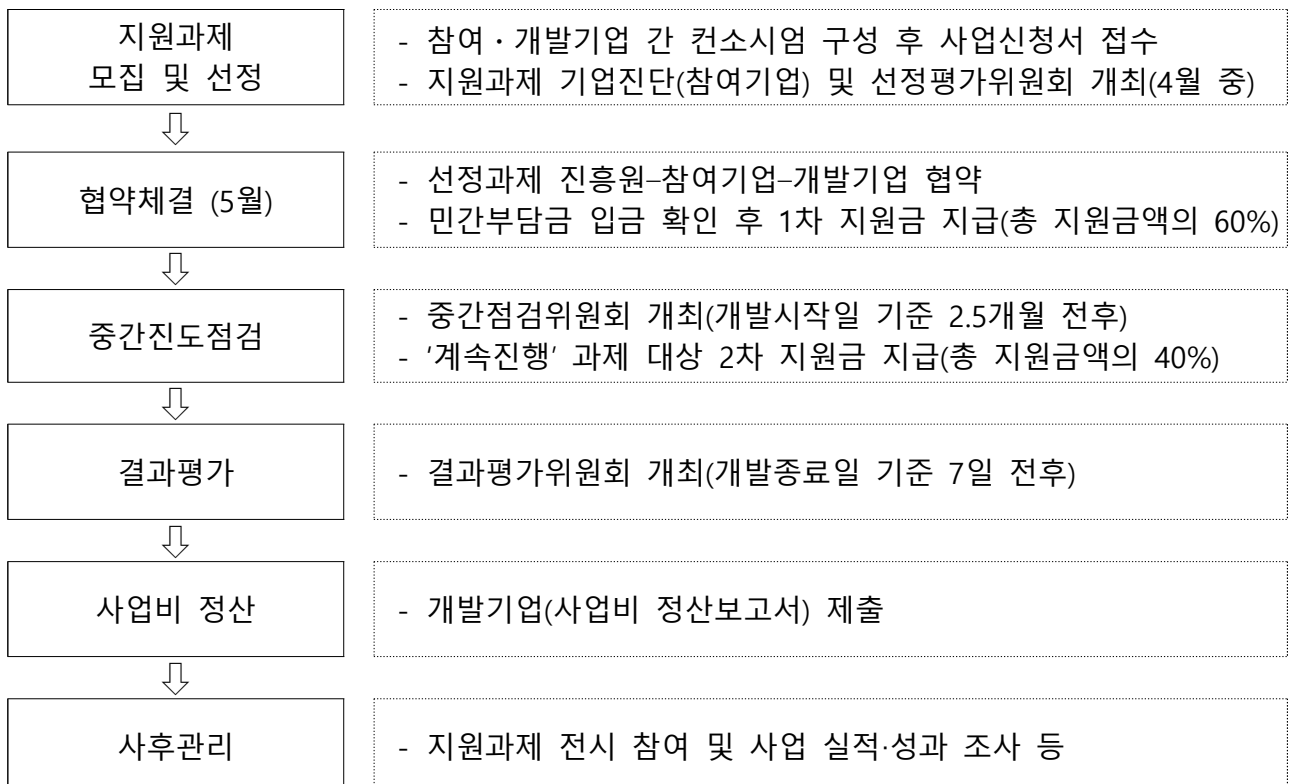 지원과제
모집 및 선정
- 참여・개발기업 간 컨소시엄 구성 후 사업신청서 접수
- 지원과제 기업진단(참여기업) 및 선정평가위원회 개최(4월 중)
협약체결 (5월)
- 선정과제 진흥원–참여기업–개발기업 협약
- 민간부담금 입금 확인 후 1차 지원금 지급(총 지원금액의 60%)
중간진도점검
- 중간점검위원회 개최(개발시작일 기준 2.5개월 전후)
- ‘계속진행’ 과제 대상 2차 지원금 지급(총 지원금액의 40%)
결과평가
- 결과평가위원회 개최(개발종료일 기준 7일 전후)
사업비 정산
- 개발기업(사업비 정산보고서) 제출
사후관리
- 지원과제 전시 참여 및 사업 실적·성과 조사 등